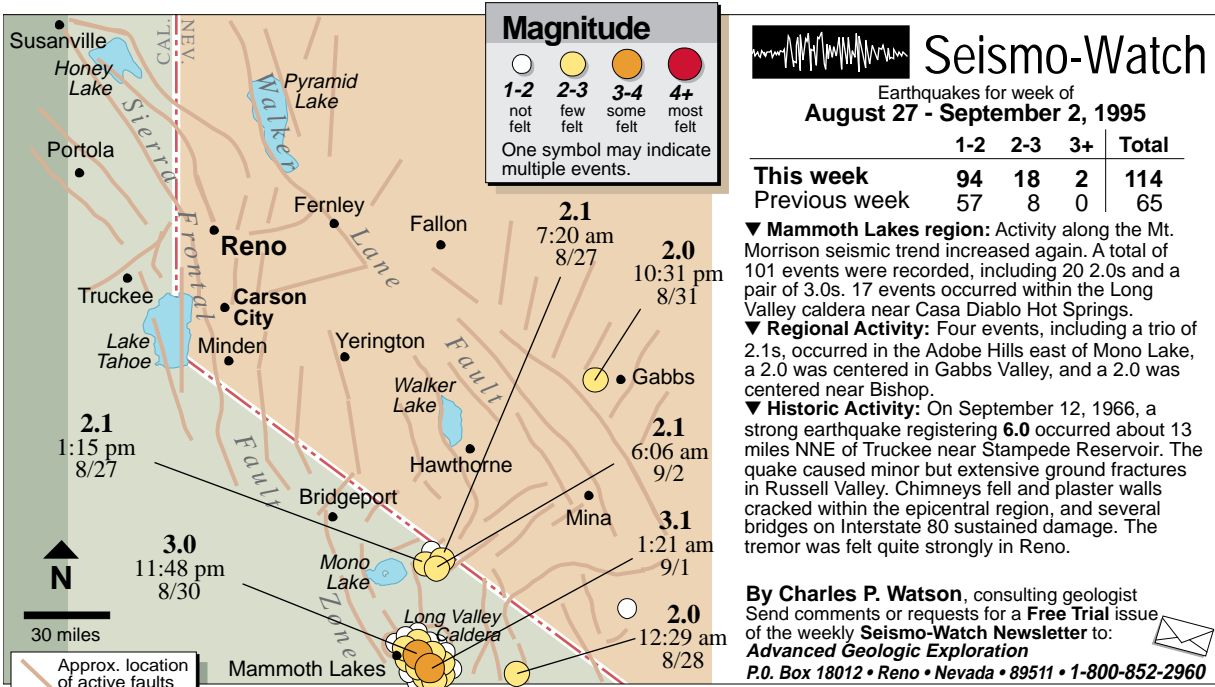 Susanville
Honey
Lake
CAL.
NEV.
Pyramid
Lake
Portola
Sierra
Frontal
Fault
Zone
Walker
Lane
Fault
Fernley
Fallon
Reno
Truckee
Carson
City
Lake
Tahoe
Minden
Yerington
Walker
Lake
Gabbs
Hawthorne
Mina
Bridgeport
Mono
Lake
Long Valley
Caldera
Mammoth Lakes
2.1
7:20 am
8/27
2.0
10:31 pm
8/31
2.1
1:15 pm
8/27
2.1
6:06 am
9/2
3.1
1:21 am
9/1
3.0
11:48 pm
8/30
2.0
12:29 am
8/28
N
30 miles
Approx. location
of active faults
Magnitude
1-2 2-3 3-4 4+
not few some most
felt felt felt felt
One symbol may indicate
multiple events.
Seismo-Watch
Earthquakes for week of
August 27 - September 2, 1995
1-2 2-3 3+ Total
This week 94 18 2 114
Previous week 57 8 0 65
▼ Mammoth Lakes region: Activity along the Mt.
Morrison seismic trend increased again. A total of
101 events were recorded, including 20 2.0s and a
pair of 3.0s. 17 events occurred within the Long
Valley caldera near Casa Diablo Hot Springs.
▼ Regional Activity: Four events, including a trio of
2.1s, occurred in the Adobe Hills east of Mono Lake,
a 2.0 was centered in Gabbs Valley, and a 2.0 was
centered near Bishop.
▼ Historic Activity: On September 12, 1966, a
strong earthquake registering 6.0 occurred about 13
miles NNE of Truckee near Stampede Reservoir. The
quake caused minor but extensive ground fractures
in Russell Valley. Chimneys fell and plaster walls
cracked within the epicentral region, and several
bridges on Interstate 80 sustained damage. The
tremor was felt quite strongly in Reno.
By Charles P. Watson, consulting geologist
Send comments or requests for a Free Trial issue
of the weekly Seismo-Watch Newsletter to:
Advanced Geologic Exploration
P.O. Box 18012 • Reno • Nevada • 89511 • 1-800-852-2960